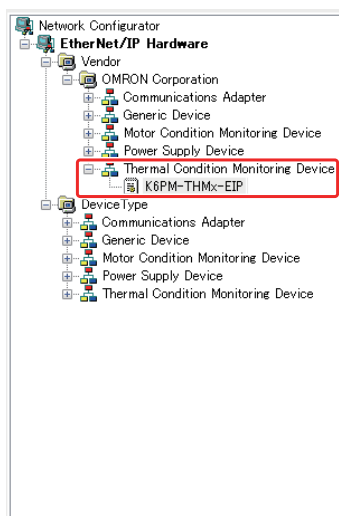 Network Configurator
EtherNet/IP Hardware
Vendor
OMRON Corporation
Communications Adapter
Generic Device
Motor Condition Monitoring Device
Power Supply Device
Thermal Condition Monitoring Device
K6PM-THMx-EIP
DeviceType
Communications Adapter
Generic Device
Motor Condition Monitoring Device
Power Supply Device
Thermal Condition Monitoring Device